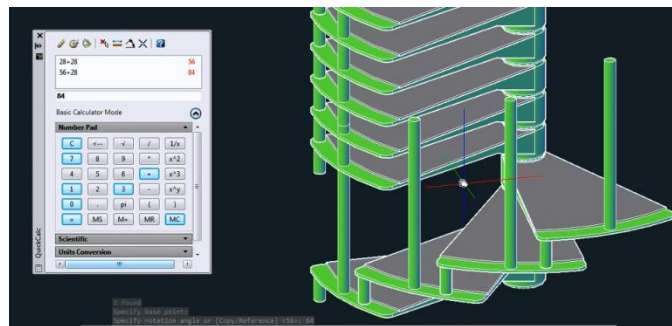 28+28
56
56+28
84
84
Basic Calculator Mode
Number Pad
C <--- √ / 1/x
7 8 9 * x^2
4 5 6 + x^3
1 2 3 - x^y
0 . pi ( )
= MS M+ MR MC
Scientific
Units Conversion
QuickCalc
2 found
Specify base point:
Specify rotation angle or [Copy/Reference] <56>: 84